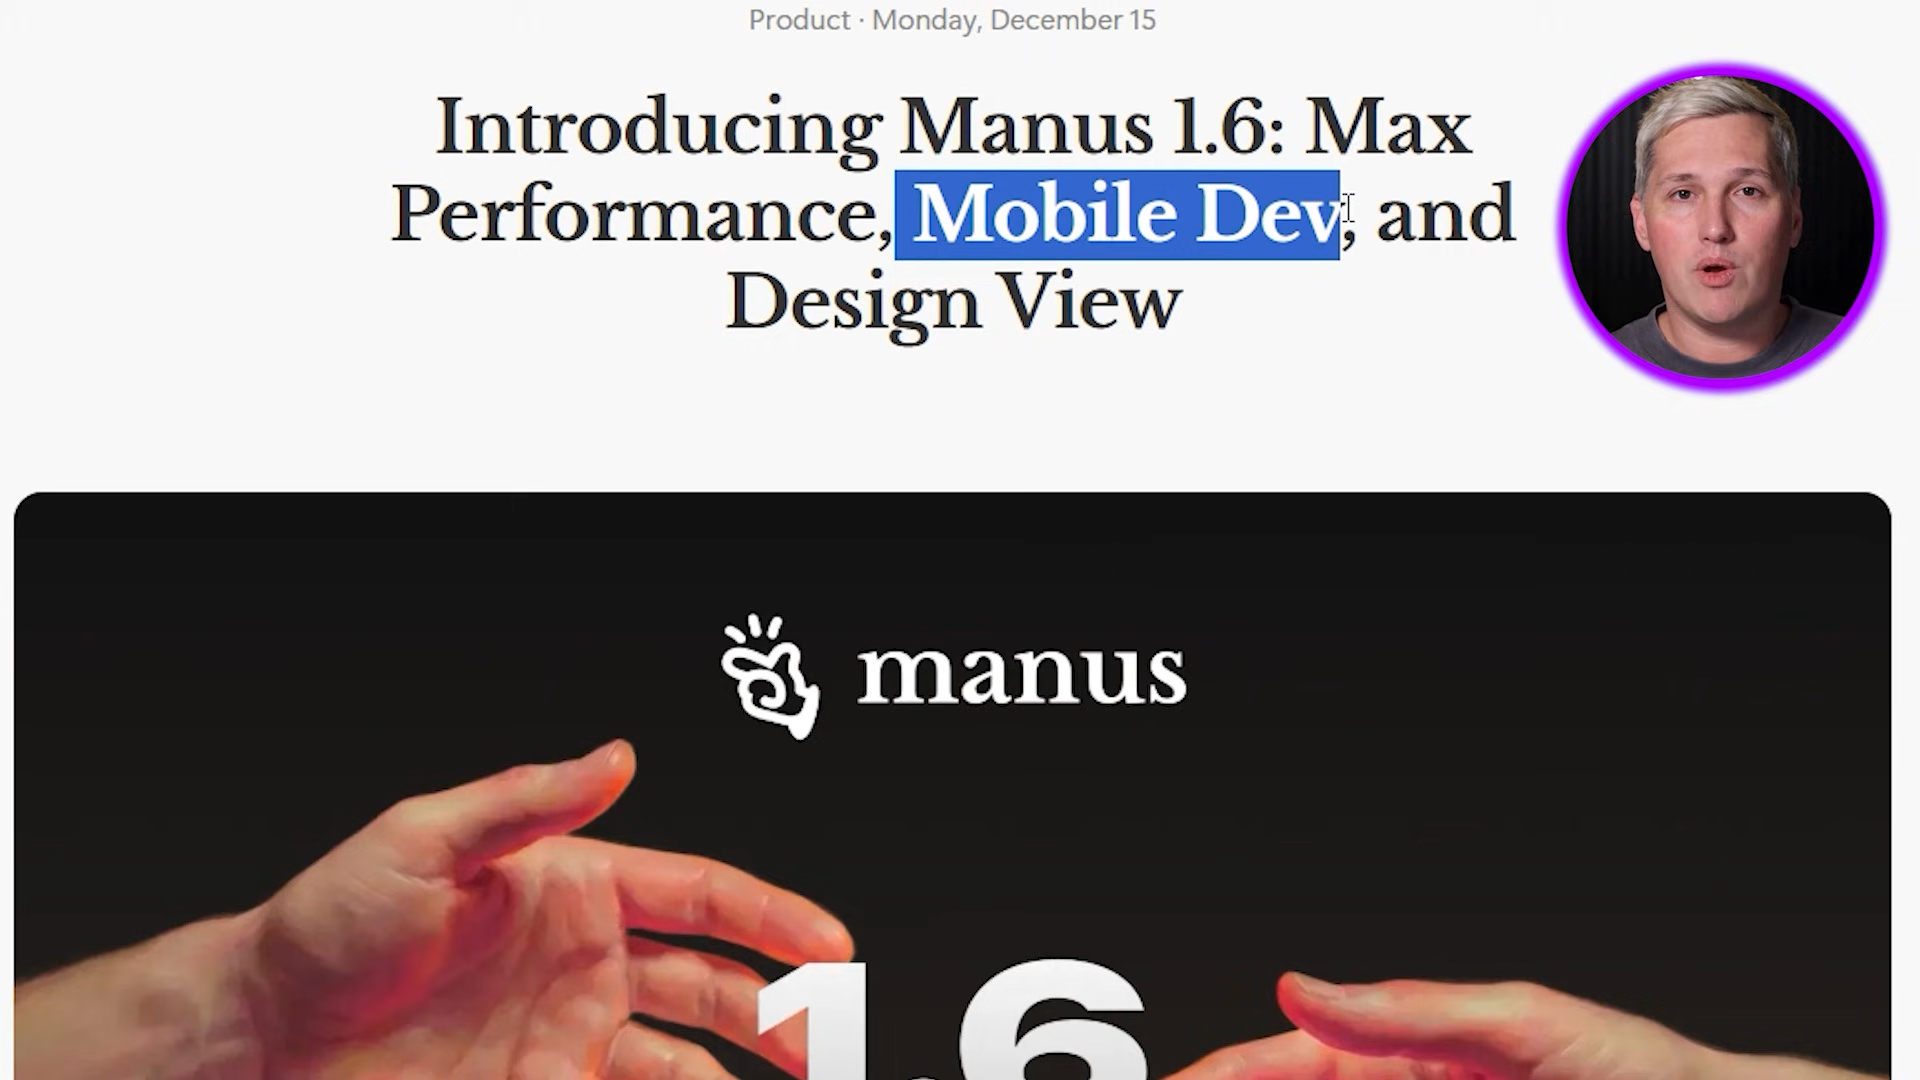 Product · Monday, December 15
Introducing Manus 1.6: Max
Performance, Mobile Dev, and
Design View
manus
1.6